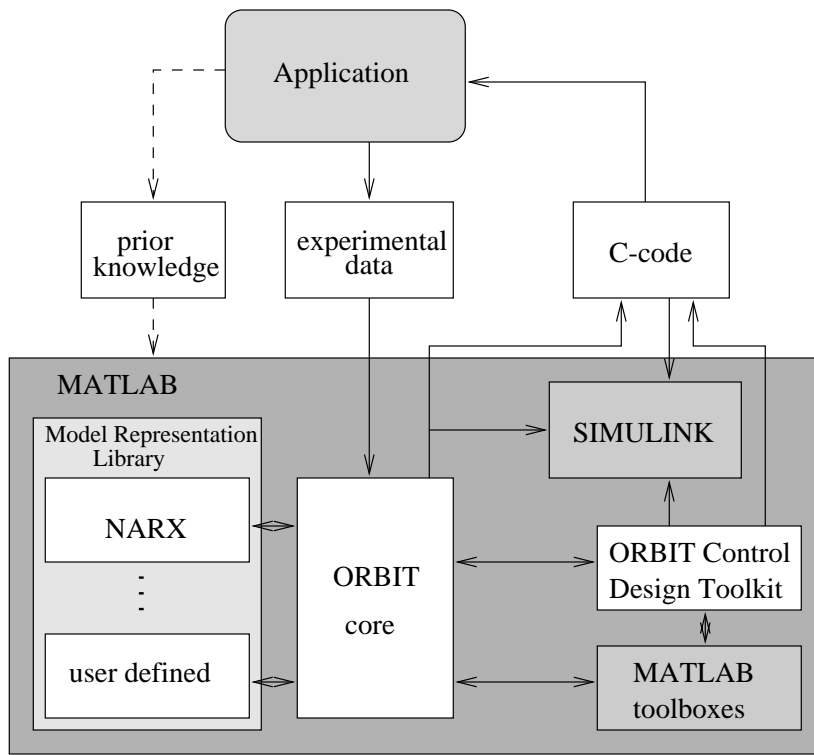 Application
prior
knowledge
experimental
data
C-code
MATLAB
Model Representation
Library
NARX
user defined
ORBIT
core
SIMULINK
ORBIT Control
Design Toolkit
MATLAB
toolboxes